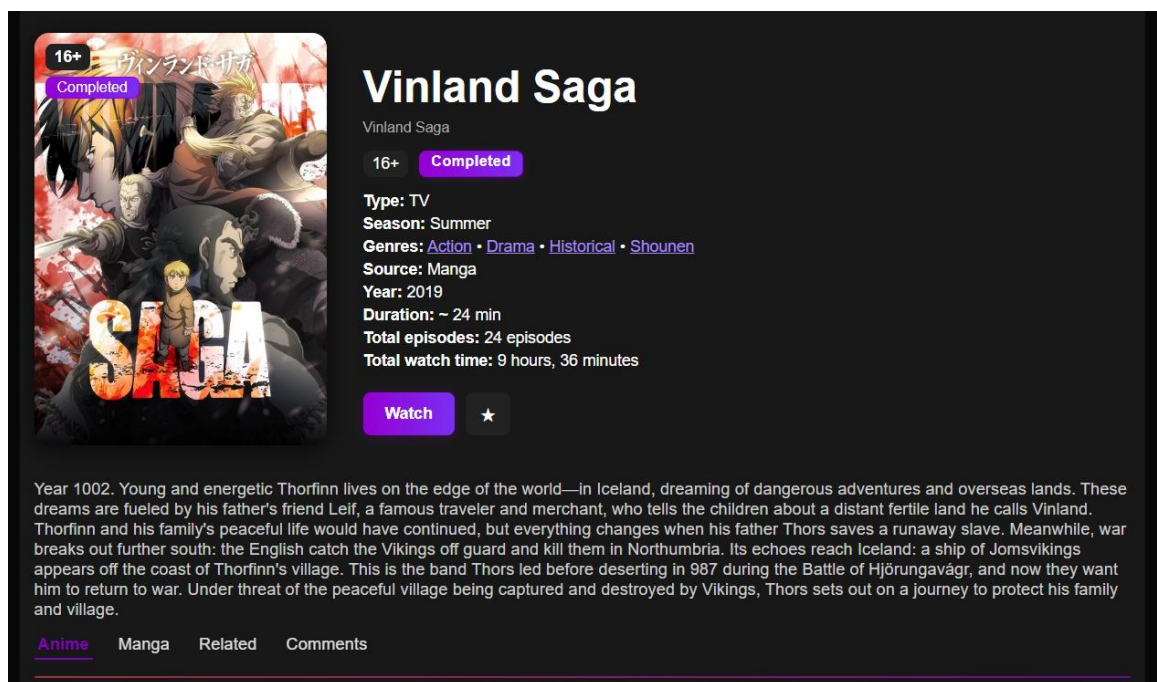 16+
ヴィンランド・サガ
Completed
SAGA
Vinland Saga
Vinland Saga
16+ Completed
Type: TV
Season: Summer
Genres: Action • Drama • Historical • Shounen
Source: Manga
Year: 2019
Duration: ~ 24 min
Total episodes: 24 episodes
Total watch time: 9 hours, 36 minutes
Watch ★
Year 1002. Young and energetic Thorfinn lives on the edge of the world—in Iceland, dreaming of dangerous adventures and overseas lands. These
dreams are fueled by his father's friend Leif, a famous traveler and merchant, who tells the children about a distant fertile land he calls Vinland.
Thorfinn and his family's peaceful life would have continued, but everything changes when his father Thors saves a runaway slave. Meanwhile, war
breaks out further south: the English catch the Vikings off guard and kill them in Northumbria. Its echoes reach Iceland: a ship of Jomsvikings
appears off the coast of Thorfinn's village. This is the band Thors led before deserting in 987 during the Battle of Hjörungavágr, and now they want
him to return to war. Under threat of the peaceful village being captured and destroyed by Vikings, Thors sets out on a journey to protect his family
and village.
Anime Manga Related Comments